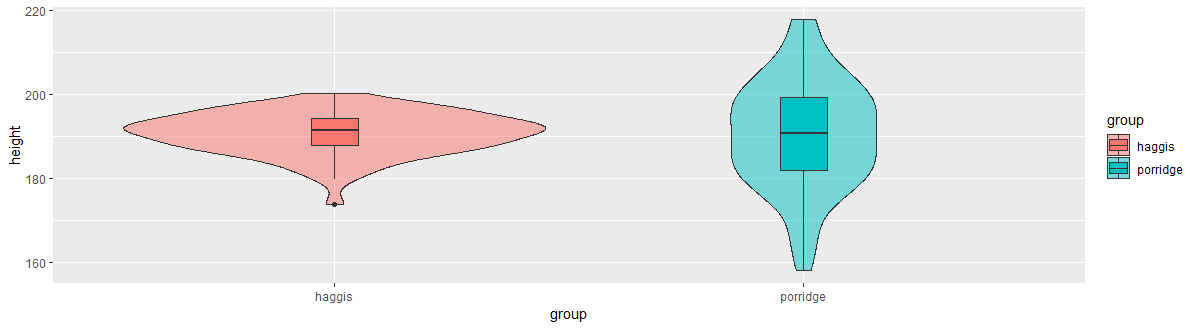 220
200
180
160
height
haggis
porridge
group
group
haggis
porridge